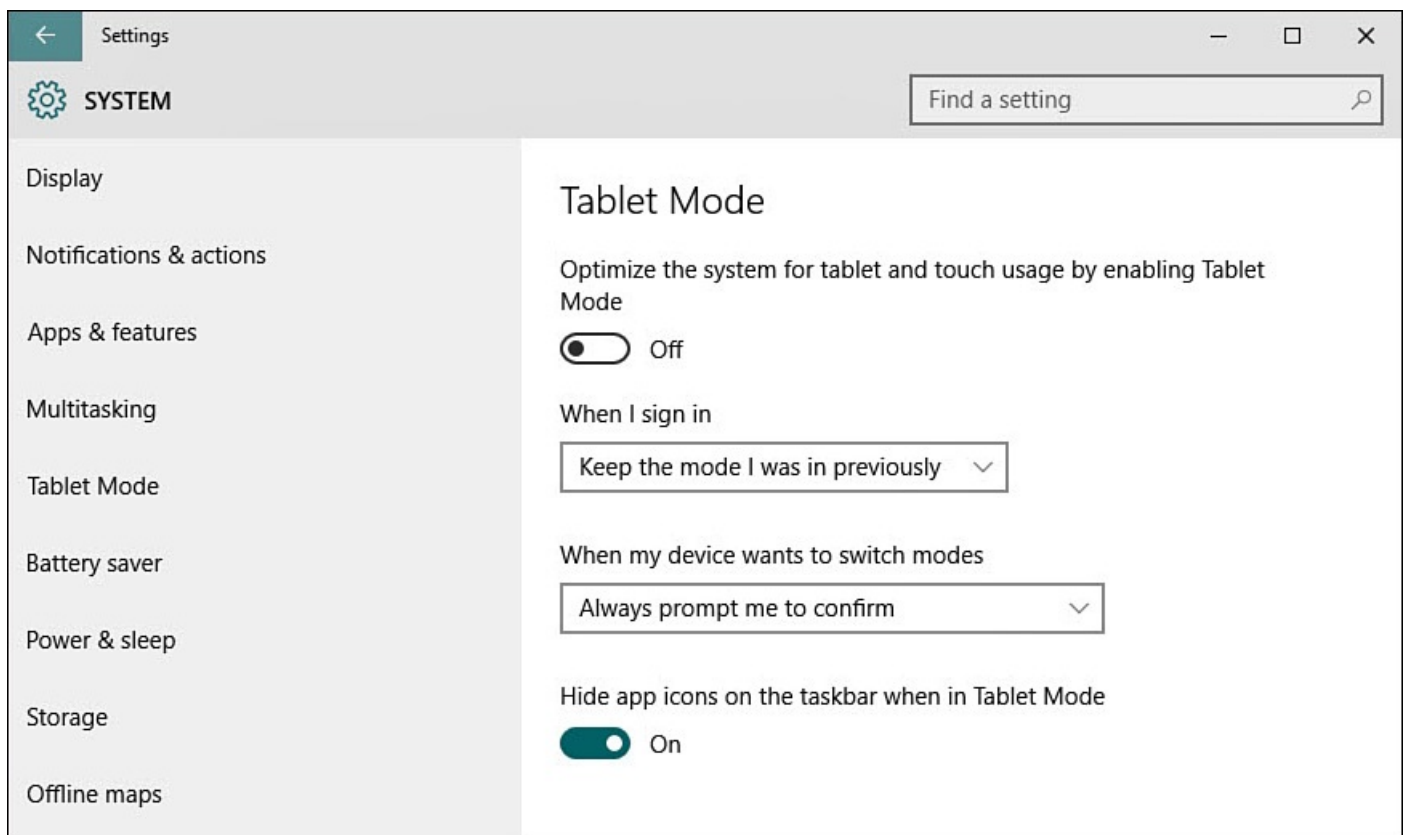 Settings
SYSTEM
Find a setting
Display
Notifications & actions
Apps & features
Multitasking
Tablet Mode
Battery saver
Power & sleep
Storage
Offline maps
Tablet Mode
Optimize the system for tablet and touch usage by enabling Tablet
Mode
Off
When I sign in
Keep the mode I was in previously
When my device wants to switch modes
Always prompt me to confirm
Hide app icons on the taskbar when in Tablet Mode
On